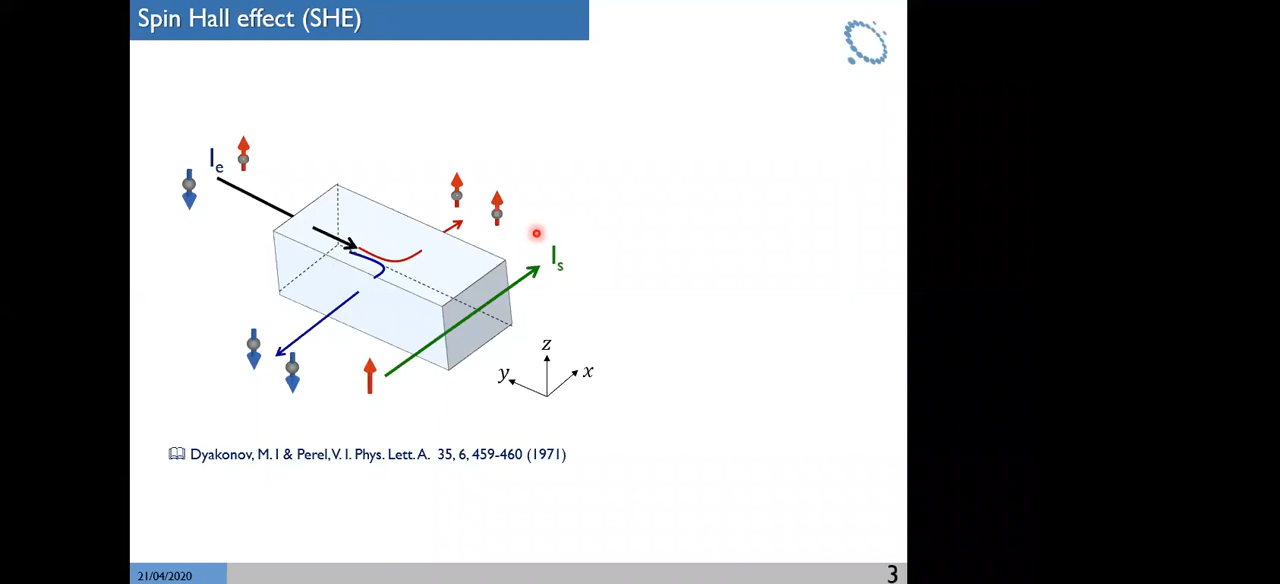 Spin Hall effect (SHE)
Ie
Is
z
y
x
Dyakonov, M. I & Perel, V. I. Phys. Lett. A. 35, 6, 459-460 (1971)
21/04/2020
3